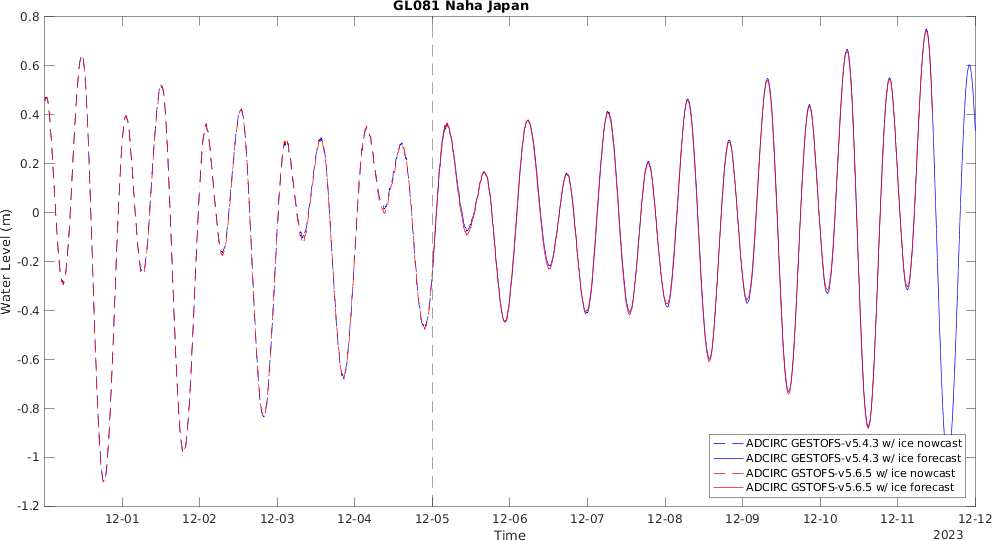 GL081 Naha Japan
0.8
0.6
0.4
0.2
0
-0.2
-0.4
-0.6
-0.8
-1
-1.2
Water Level (m)
12-01 12-02 12-03 12-04 12-05 12-06 12-07 12-08 12-09 12-10 12-11 12-12
2023
Time
ADCIRC GESTOFS-v5.4.3 w/ ice nowcast
ADCIRC GESTOFS-v5.4.3 w/ ice forecast
ADCIRC GSTOFS-v5.6.5 w/ ice nowcast
ADCIRC GSTOFS-v5.6.5 w/ ice forecast